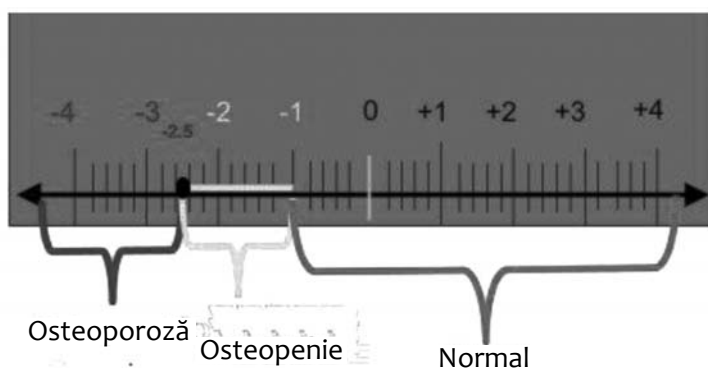 -4 -3 -2 -1 0 +1 +2 +3 +4
-2.5
Osteoporoză
Osteopenie
Normal